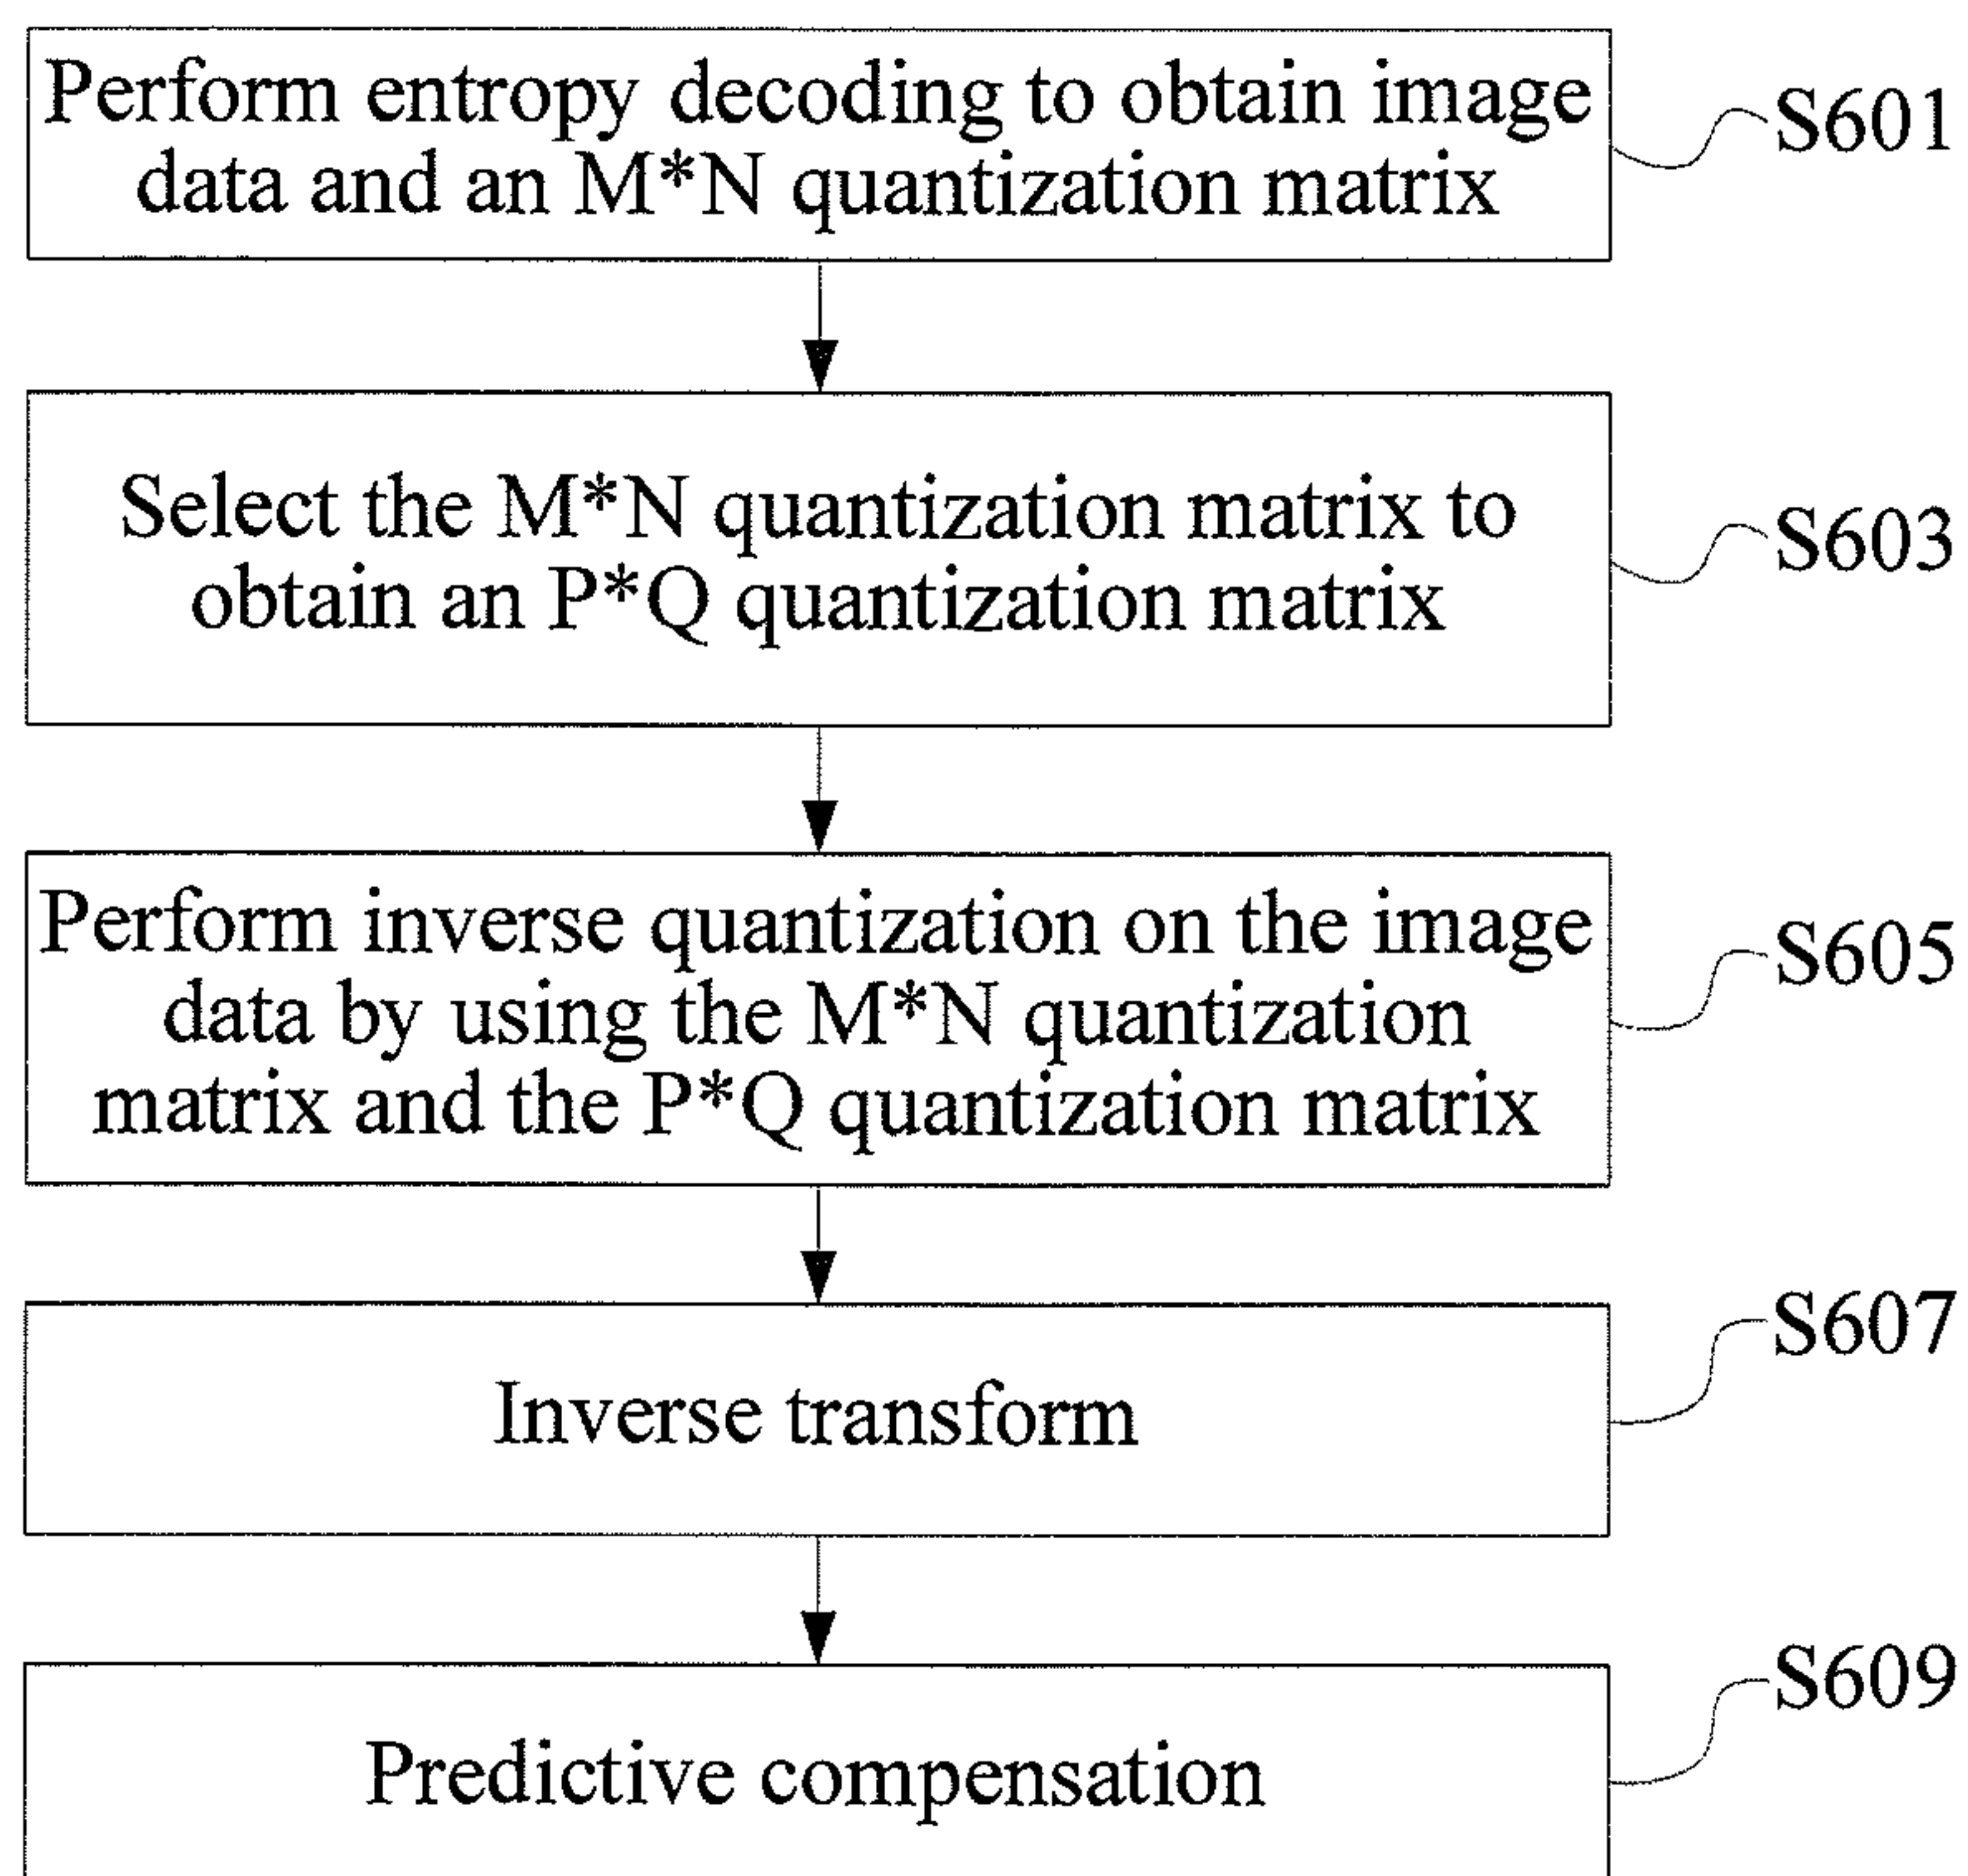 Perform entropy decoding to obtain image
data and an M*N quantization matrix
S601
Select the M*N quantization matrix to
obtain an P*Q quantization matrix
S603
Perform inverse quantization on the image
data by using the M*N quantization
matrix and the P*Q quantization matrix
S605
Inverse transform
S607
Predictive compensation
S609